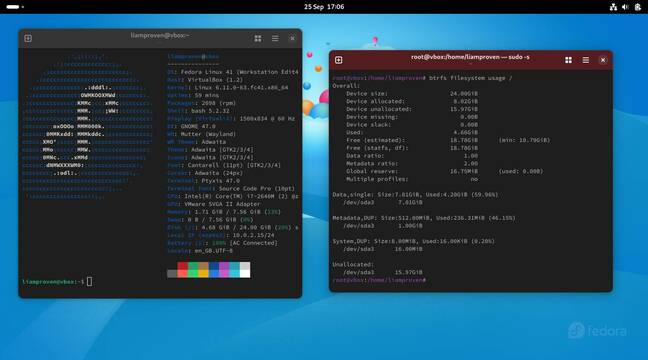 25 Sep 17:06
liamproven@vbox:~
liamproven@vbox
---------------
OS: Fedora Linux 41 (Workstation Edit
Host: VirtualBox (1.2)
Kernel: Linux 6.11.0-63.fc41.x86_64
Uptime: 59 mins
Packages: 2098 (rpm)
Shell: bash 5.2.32
Display (Virtual-1): 1500x834 @ 60 Hz
DE: GNOME 47.0
WM: Mutter (Wayland)
WM Theme: Adwaita
Theme: Adwaita [GTK2/3/4]
Icons: Adwaita [GTK2/3/4]
Font: Cantarell (11pt) [GTK2/3/4]
Cursor: Adwaita (24px)
Terminal: Ptyxis 47.0
Terminal Font: Source Code Pro (10pt)
CPU: Intel(R) Core(TM) i7-2640M (2) @
GPU: VMware SVGA II Adapter
Memory: 1.71 GiB / 7.56 GiB (23%)
Swap: 0 B / 7.56 GiB (0%)
Disk (/): 4.68 GiB / 24.00 GiB (20%)
Local IP (enp0s3): 10.0.2.15/24
Battery: 100% [AC Connected]
Locale: en_GB.UTF-8
liamproven@vbox:~$
root@vbox:/home/liamproven — sudo -s
root@vbox:/home/liamproven# btrfs filesystem usage /
Overall:
Device size: 24.00GiB
Device allocated: 8.02GiB
Device unallocated: 15.97GiB
Device missing: 0.00B
Device slack: 0.00B
Used: 4.66GiB
Free (estimated): 18.78GiB (min: 10.79GiB)
Free (statfs, df): 18.78GiB
Data ratio: 1.00
Metadata ratio: 2.00
Global reserve: 16.75MiB (used: 0.00B)
Multiple profiles: no
Data,single: Size:7.01GiB, Used:4.20GiB (59.96%)
/dev/sda3 7.01GiB
Metadata,DUP: Size:512.00MiB, Used:236.31MiB (46.15%)
/dev/sda3 1.00GiB
System,DUP: Size:8.00MiB, Used:16.00KiB (0.20%)
/dev/sda3 16.00MiB
Unallocated:
/dev/sda3 15.97GiB
root@vbox:/home/liamproven#
fedora